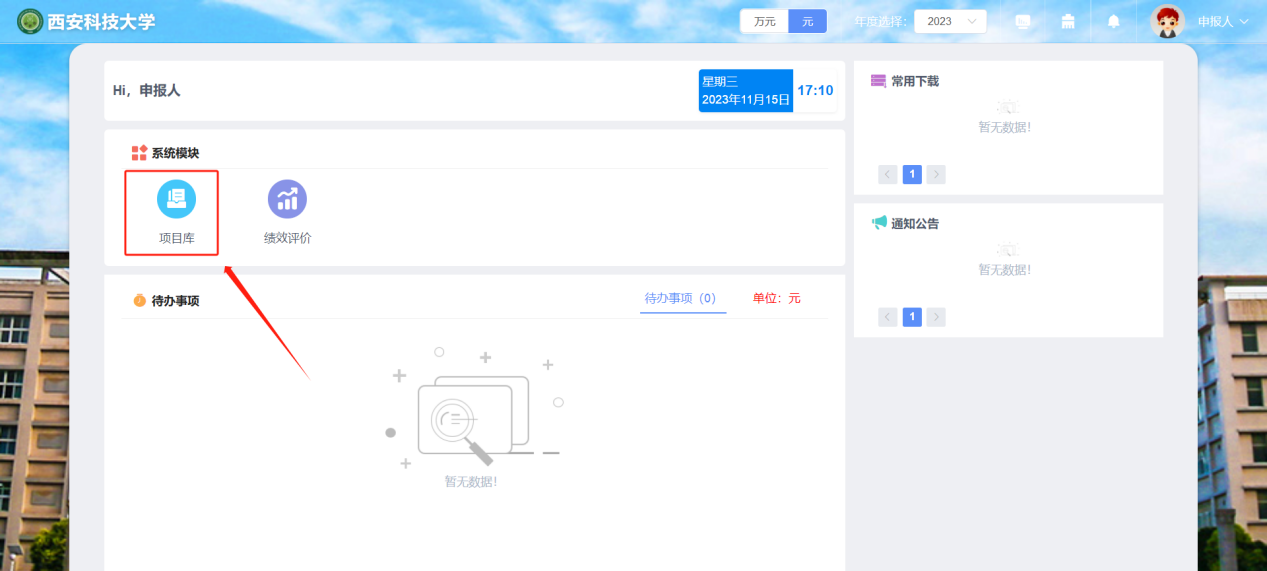 西安科技大学
万元 元 年度选择: 2023 申报人
Hi，申报人
星期三
2023年11月15日 17:10
常用下载
暂无数据!
1
系统模块
项目库 绩效评价
通知公告
暂无数据!
1
待办事项 待办事项（0） 单位：元
暂无数据!